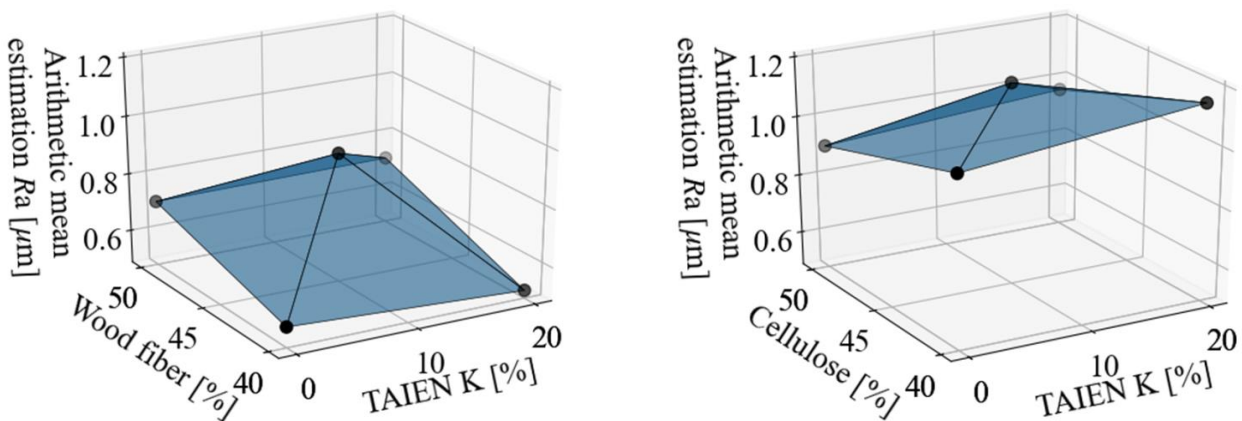 Arithmetic mean
estimation Ra [μm]
1.2
1.0
0.8
0.6
50
45
40
Wood fiber [%]
0
10
20
TAIEN K [%]
Arithmetic mean
estimation Ra [μm]
1.2
1.0
0.8
0.6
50
45
40
Cellulose [%]
0
10
20
TAIEN K [%]